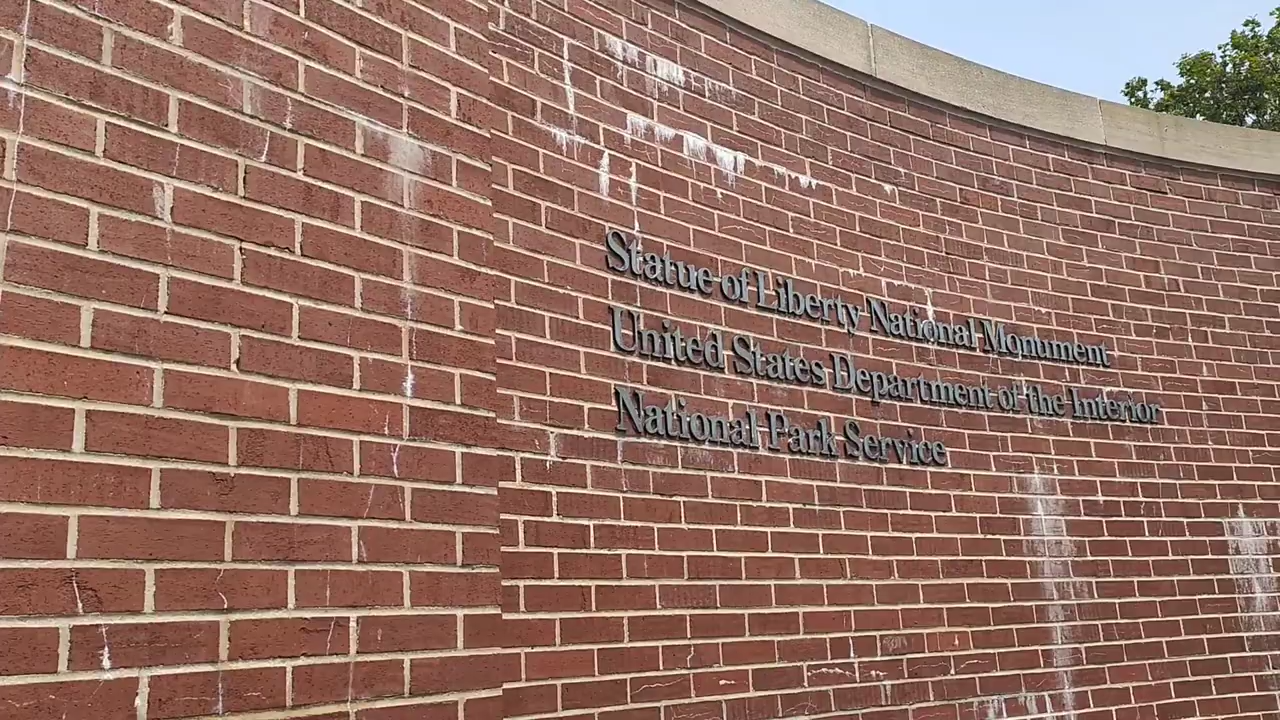 Statue of Liberty National Monument
United States Department of the Interior
National Park Service